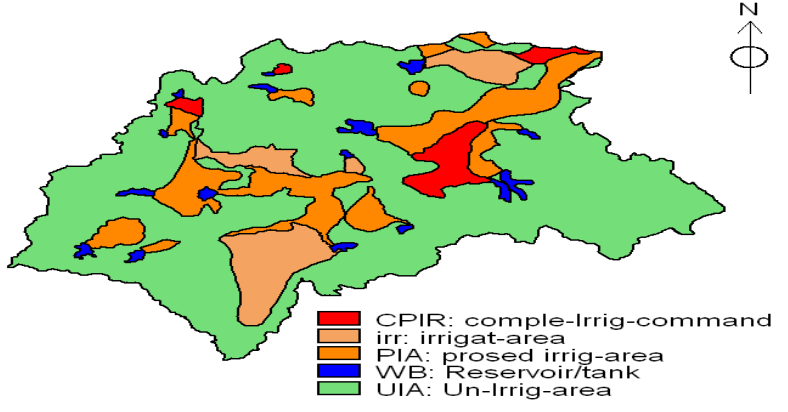 N
CPIR: comple-Irrig-command
irr: irrigat-area
PIA: prosed irrig-area
WB: Reservoir/tank
UIA: Un-Irrig-area